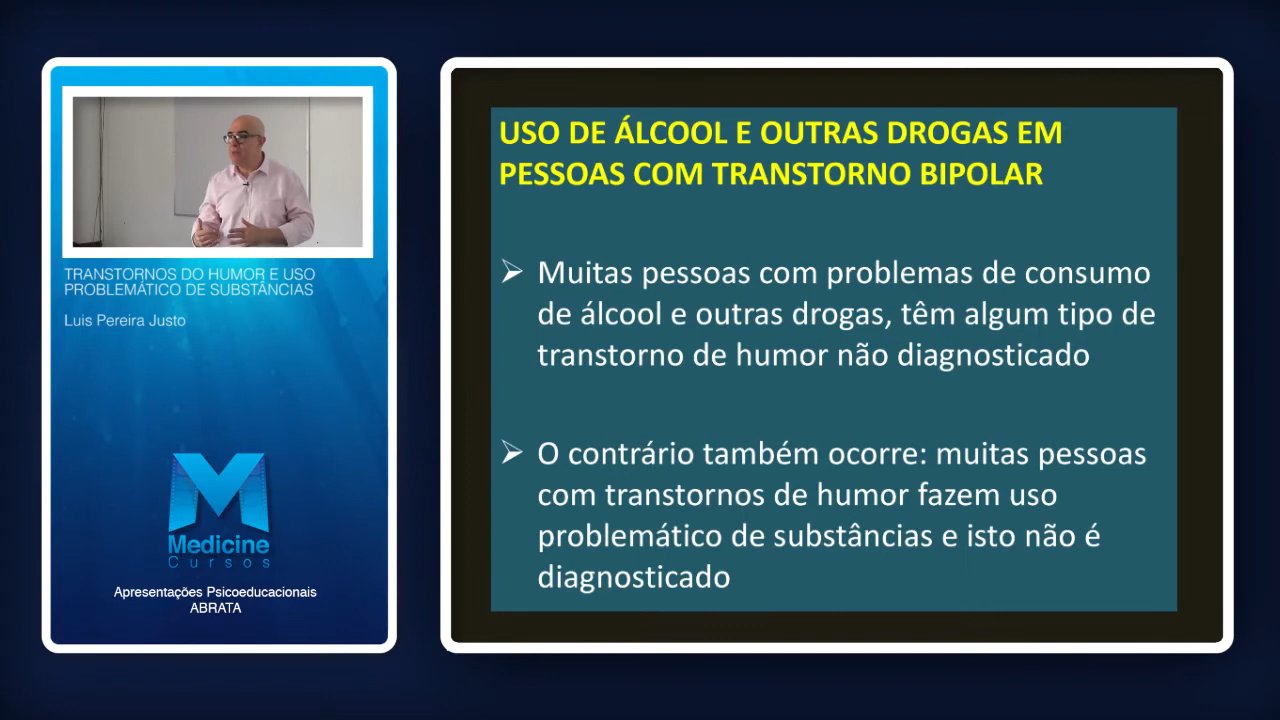 TRANSTORNOS DO HUMOR E USO
PROBLEMÁTICO DE SUBSTÂNCIAS
Luis Pereira Justo
Medicine
Cursos
Apresentações Psicoeducacionais
ABRATA
USO DE ÁLCOOL E OUTRAS DROGAS EM
PESSOAS COM TRANSTORNO BIPOLAR
➢ Muitas pessoas com problemas de consumo
de álcool e outras drogas, têm algum tipo de
transtorno de humor não diagnosticado
➢ O contrário também ocorre: muitas pessoas
com transtornos de humor fazem uso
problemático de substâncias e isto não é
diagnosticado